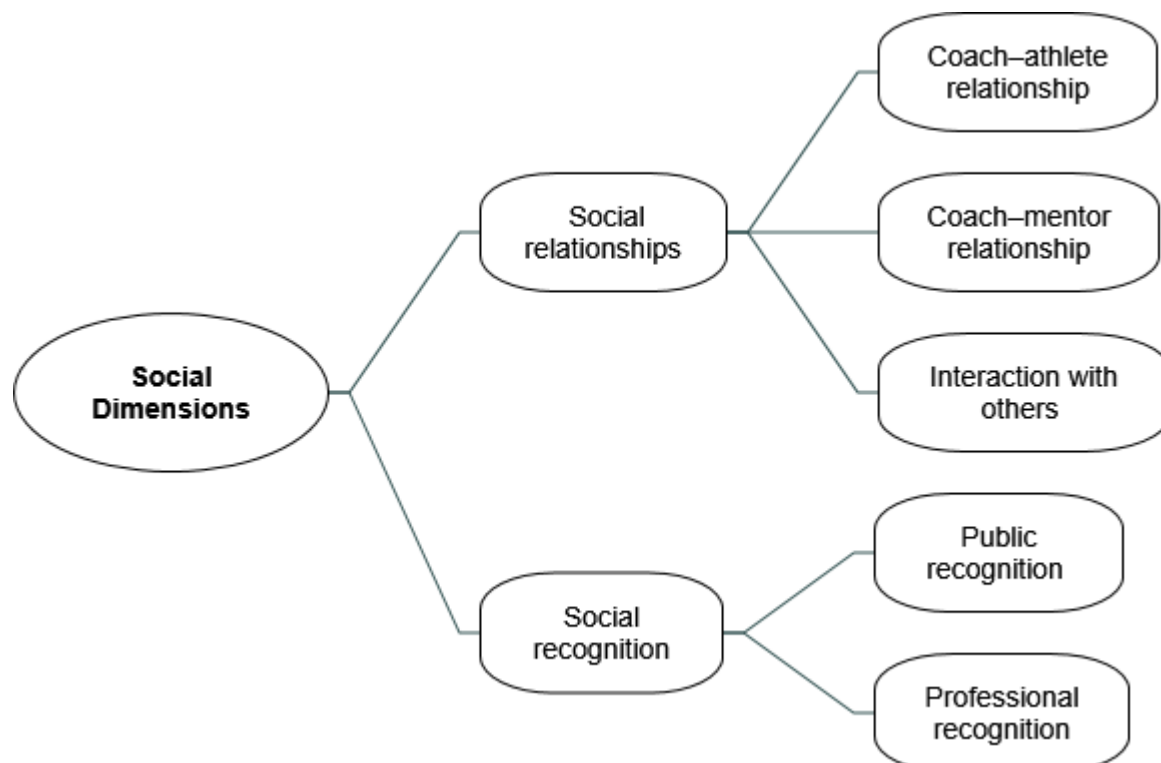 Coach–athlete
relationship
Social
relationships
Coach–mentor
relationship
Interaction with
others
Social
Dimensions
Public
recognition
Social
recognition
Professional
recognition